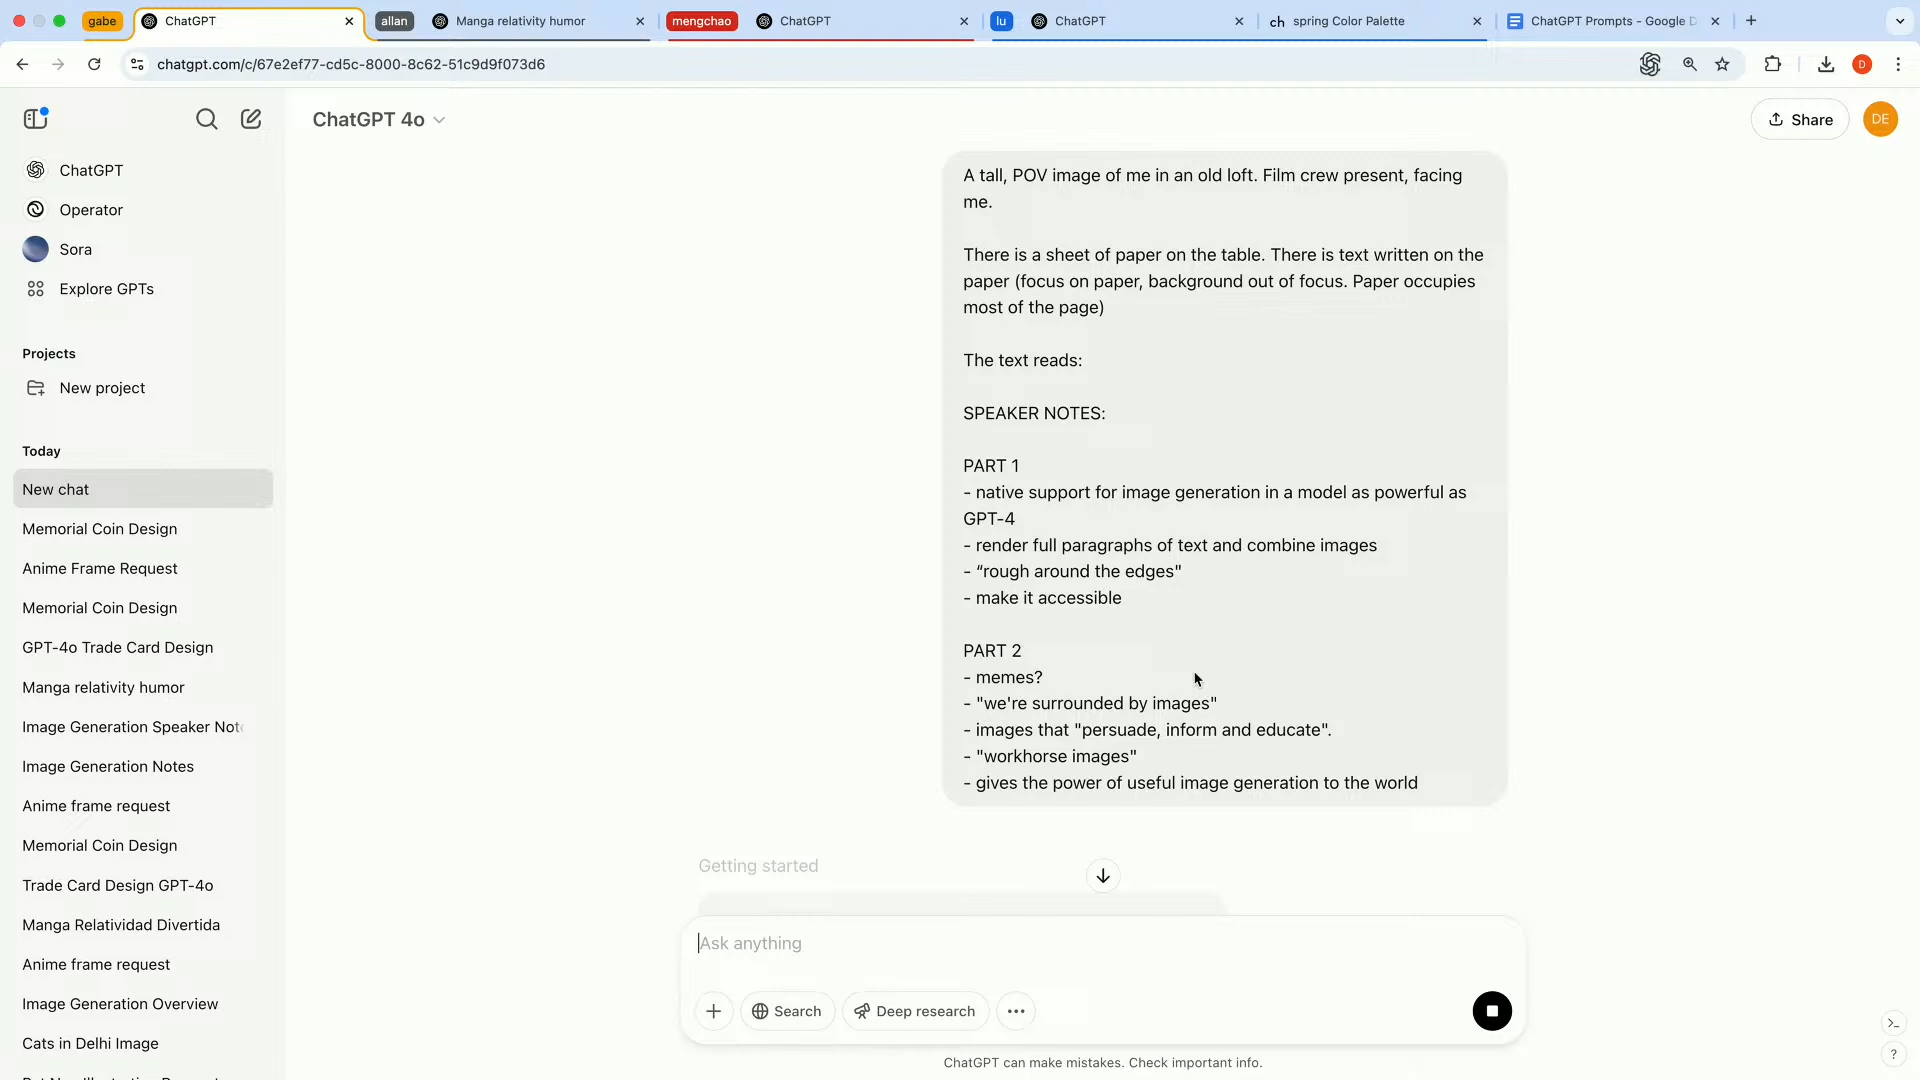 gabe
ChatGPT
allan
Manga relativity humor
mengchao
ChatGPT
lu
ChatGPT
ch
spring Color Palette
ChatGPT Prompts - Google D
chatgpt.com/c/67e2ef77-cd5c-8000-8c62-51c9d9f073d6
D
ChatGPT 4o
Share
DE
ChatGPT
Operator
Sora
Explore GPTs
Projects
New project
Today
New chat
Memorial Coin Design
Anime Frame Request
Memorial Coin Design
GPT-4o Trade Card Design
Manga relativity humor
Image Generation Speaker Not
Image Generation Notes
Anime frame request
Memorial Coin Design
Trade Card Design GPT-4o
Manga Relatividad Divertida
Anime frame request
Image Generation Overview
Cats in Delhi Image
A tall, POV image of me in an old loft. Film crew present, facing
me.
There is a sheet of paper on the table. There is text written on the
paper (focus on paper, background out of focus. Paper occupies
most of the page)
The text reads:
SPEAKER NOTES:
PART 1
- native support for image generation in a model as powerful as
GPT-4
- render full paragraphs of text and combine images
- “rough around the edges"
- make it accessible
PART 2
- memes?
- "we're surrounded by images"
- images that "persuade, inform and educate".
- "workhorse images"
- gives the power of useful image generation to the world
Getting started
Ask anything
Search
Deep research
ChatGPT can make mistakes. Check important info.
?